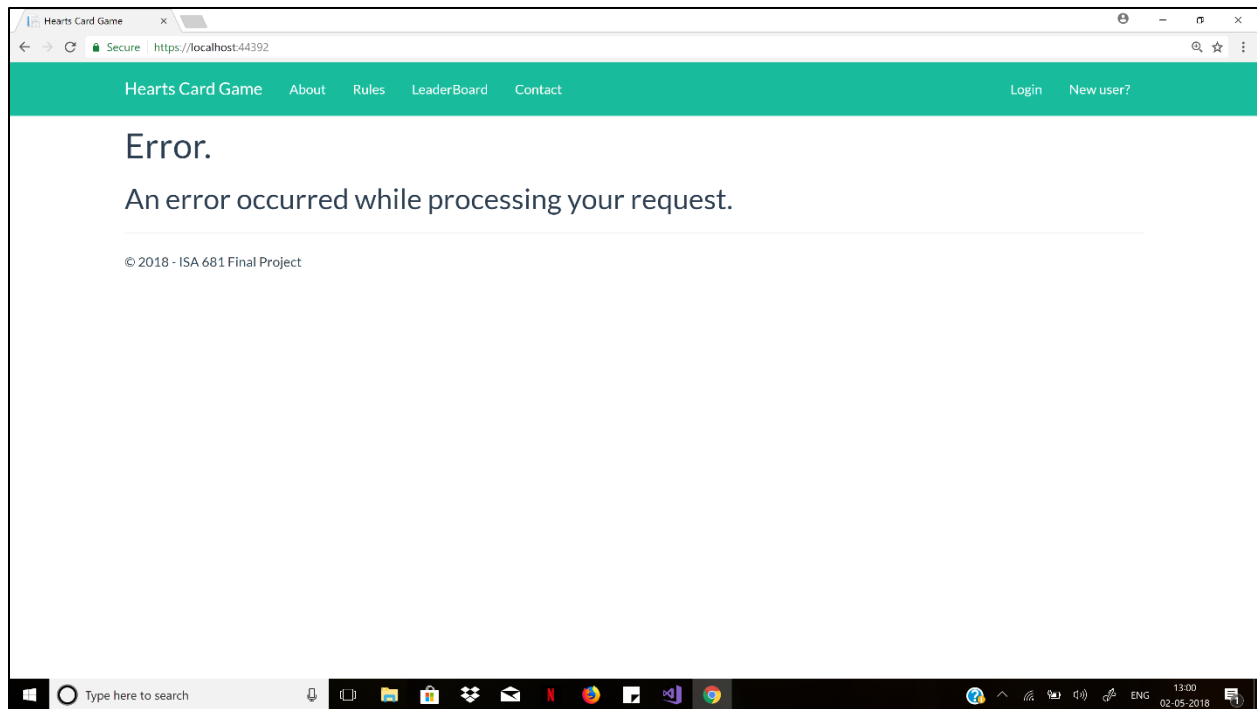 Hearts Card Game
Secure https://localhost:44392
Hearts Card Game About Rules LeaderBoard Contact Login New user?
Error.
An error occurred while processing your request.
© 2018 - ISA 681 Final Project
Type here to search
ENG
13:00
02-05-2018